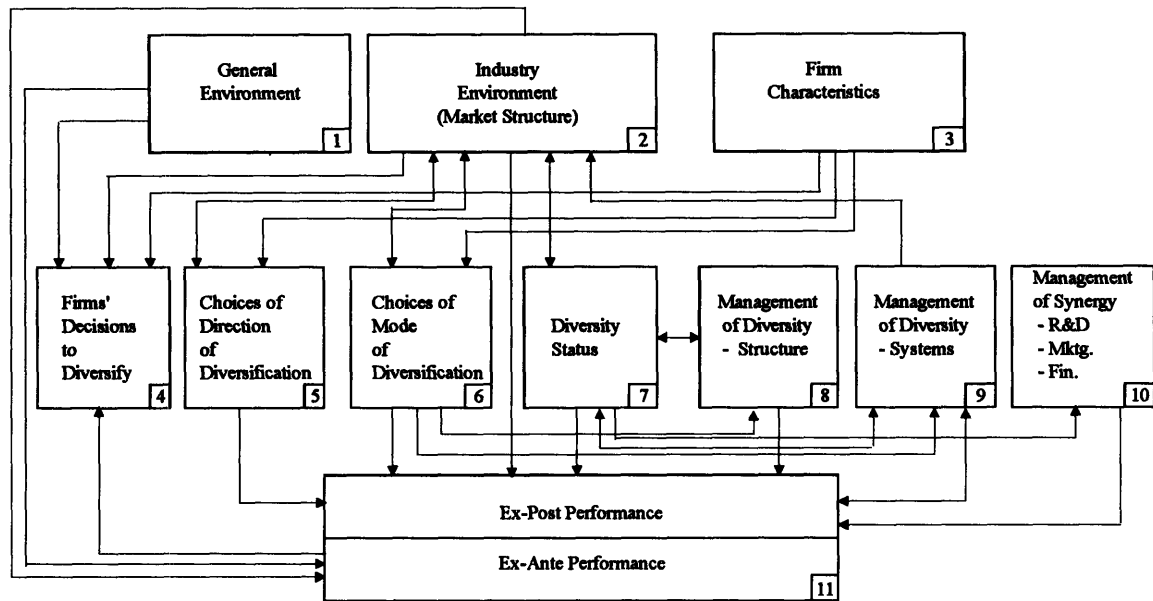 General
Environment
1
Industry
Environment
(Market Structure)
2
Firm
Characteristics
3
Firms'
Decisions
to
Diversify
4
Choices of
Direction
of
Diversification
5
Choices of
Mode
of
Diversification
6
Diversity
Status
7
Management
of Diversity
- Structure
8
Management
of Diversity
- Systems
9
Management
of Synergy
- R&D
- Mktg.
- Fin.
10
Ex-Post Performance
Ex-Ante Performance
11